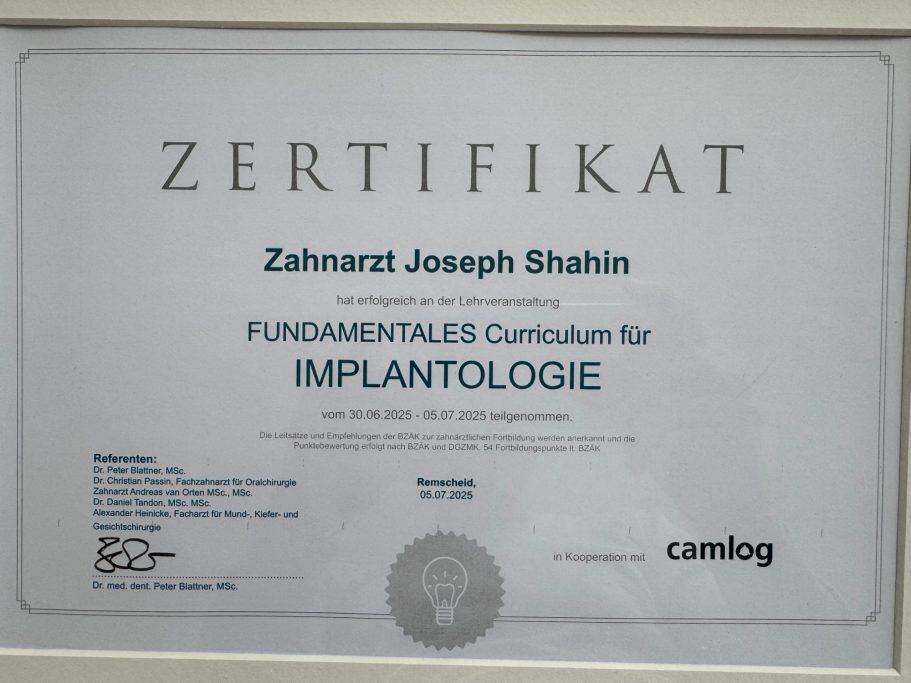 ZERTIFIKAT
Zahnarzt Joseph Shahin
hat erfolgreich an der Lehrveranstaltung
FUNDAMENTALES Curriculum für
IMPLANTOLOGIE
vom 30.06.2025 - 05.07.2025 teilgenommen.
Die Leitsätze und Empfehlungen der BZÄK zur zahnärztlichen Fortbildung werden anerkannt und die
Punktebewertung erfolgt nach BZÄK und DGZMK. 54 Fortbildungspunkte lt. BZÄK
Referenten:
Dr. Peter Blattner, MSc.
Dr. Christian Passin, Fachzahnarzt für Oralchirurgie
Zahnarzt Andreas van Orten MSc., MSc.
Dr. Daniel Tandon, MSc. MSc.
Alexander Heinicke, Facharzt für Mund-, Kiefer- und
Gesichtschirurgie
Dr. med. dent. Peter Blattner, MSc.
Remscheid,
05.07.2025
in Kooperation mit camlog